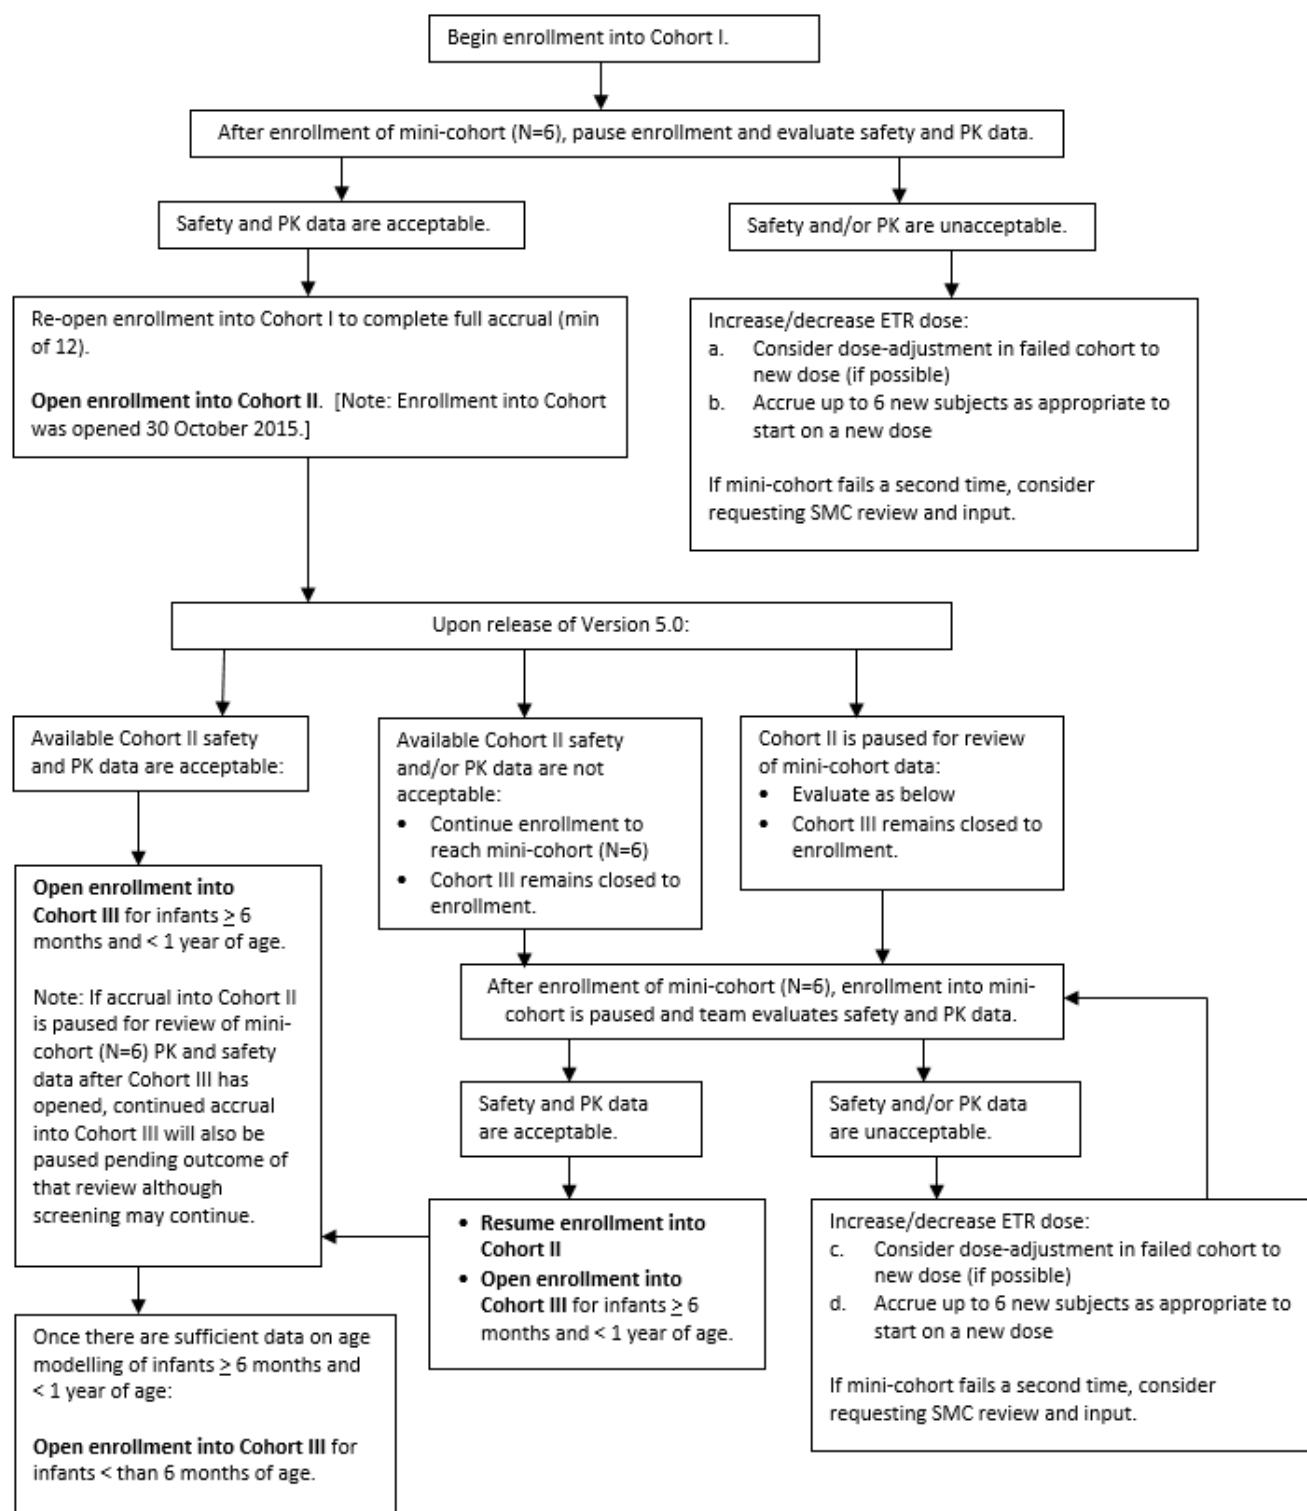 Begin enrollment into Cohort I.
After enrollment of mini-cohort (N=6), pause enrollment and evaluate safety and PK data.
Safety and PK data are acceptable.
Safety and/or PK are unacceptable.
Re-open enrollment into Cohort I to complete full accrual (min
of 12).
Open enrollment into Cohort II. [Note: Enrollment into Cohort
was opened 30 October 2015.]
Increase/decrease ETR dose:
a. Consider dose-adjustment in failed cohort to
new dose (if possible)
b. Accrue up to 6 new subjects as appropriate to
start on a new dose
If mini-cohort fails a second time, consider
requesting SMC review and input.
Upon release of Version 5.0:
Available Cohort II safety
and PK data are acceptable:
Available Cohort II safety
and/or PK data are not
acceptable:
• Continue enrollment to
reach mini-cohort (N=6)
• Cohort III remains closed to
enrollment.
Cohort II is paused for review
of mini-cohort data:
• Evaluate as below
• Cohort III remains closed to
enrollment.
Open enrollment into
Cohort III for infants ≥ 6
months and < 1 year of age.
Note: If accrual into Cohort II
is paused for review of mini-
cohort (N=6) PK and safety
data after Cohort III has
opened, continued accrual
into Cohort III will also be
paused pending outcome of
that review although
screening may continue.
After enrollment of mini-cohort (N=6), enrollment into mini-
cohort is paused and team evaluates safety and PK data.
Safety and PK data
are acceptable.
Safety and/or PK data
are unacceptable.
• Resume enrollment into
Cohort II
• Open enrollment into
Cohort III for infants ≥ 6
months and < 1 year of age.
Increase/decrease ETR dose:
c. Consider dose-adjustment in failed cohort to
new dose (if possible)
d. Accrue up to 6 new subjects as appropriate to
start on a new dose
If mini-cohort fails a second time, consider
requesting SMC review and input.
Once there are sufficient data on age
modelling of infants ≥ 6 months and
< 1 year of age:
Open enrollment into Cohort III for
infants < than 6 months of age.